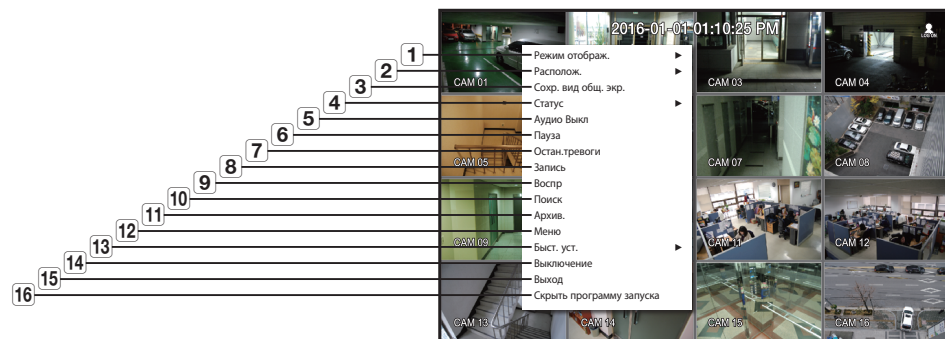 2016-01-01 01:10:25 PM
LOG ON
1 Режим отображ. ►
2 Располож. ►
3 Сохр. вид общ. экр.
4 Статус ►
5 Аудио Выкл
6 Пауза
7 Остан.тревоги
8 Запись
9 Воспр
10 Поиск
11 Архив.
12 Меню
13 Быст. уст. ►
14 Выключение
15 Выход
16 Скрыть программу запуска
CAM 01
CAM 03
CAM 04
CAM 05
CAM 07
CAM 08
CAM 09
CAM 11
CAM 12
CAM 13
CAM 14
CAM 15
CAM 16